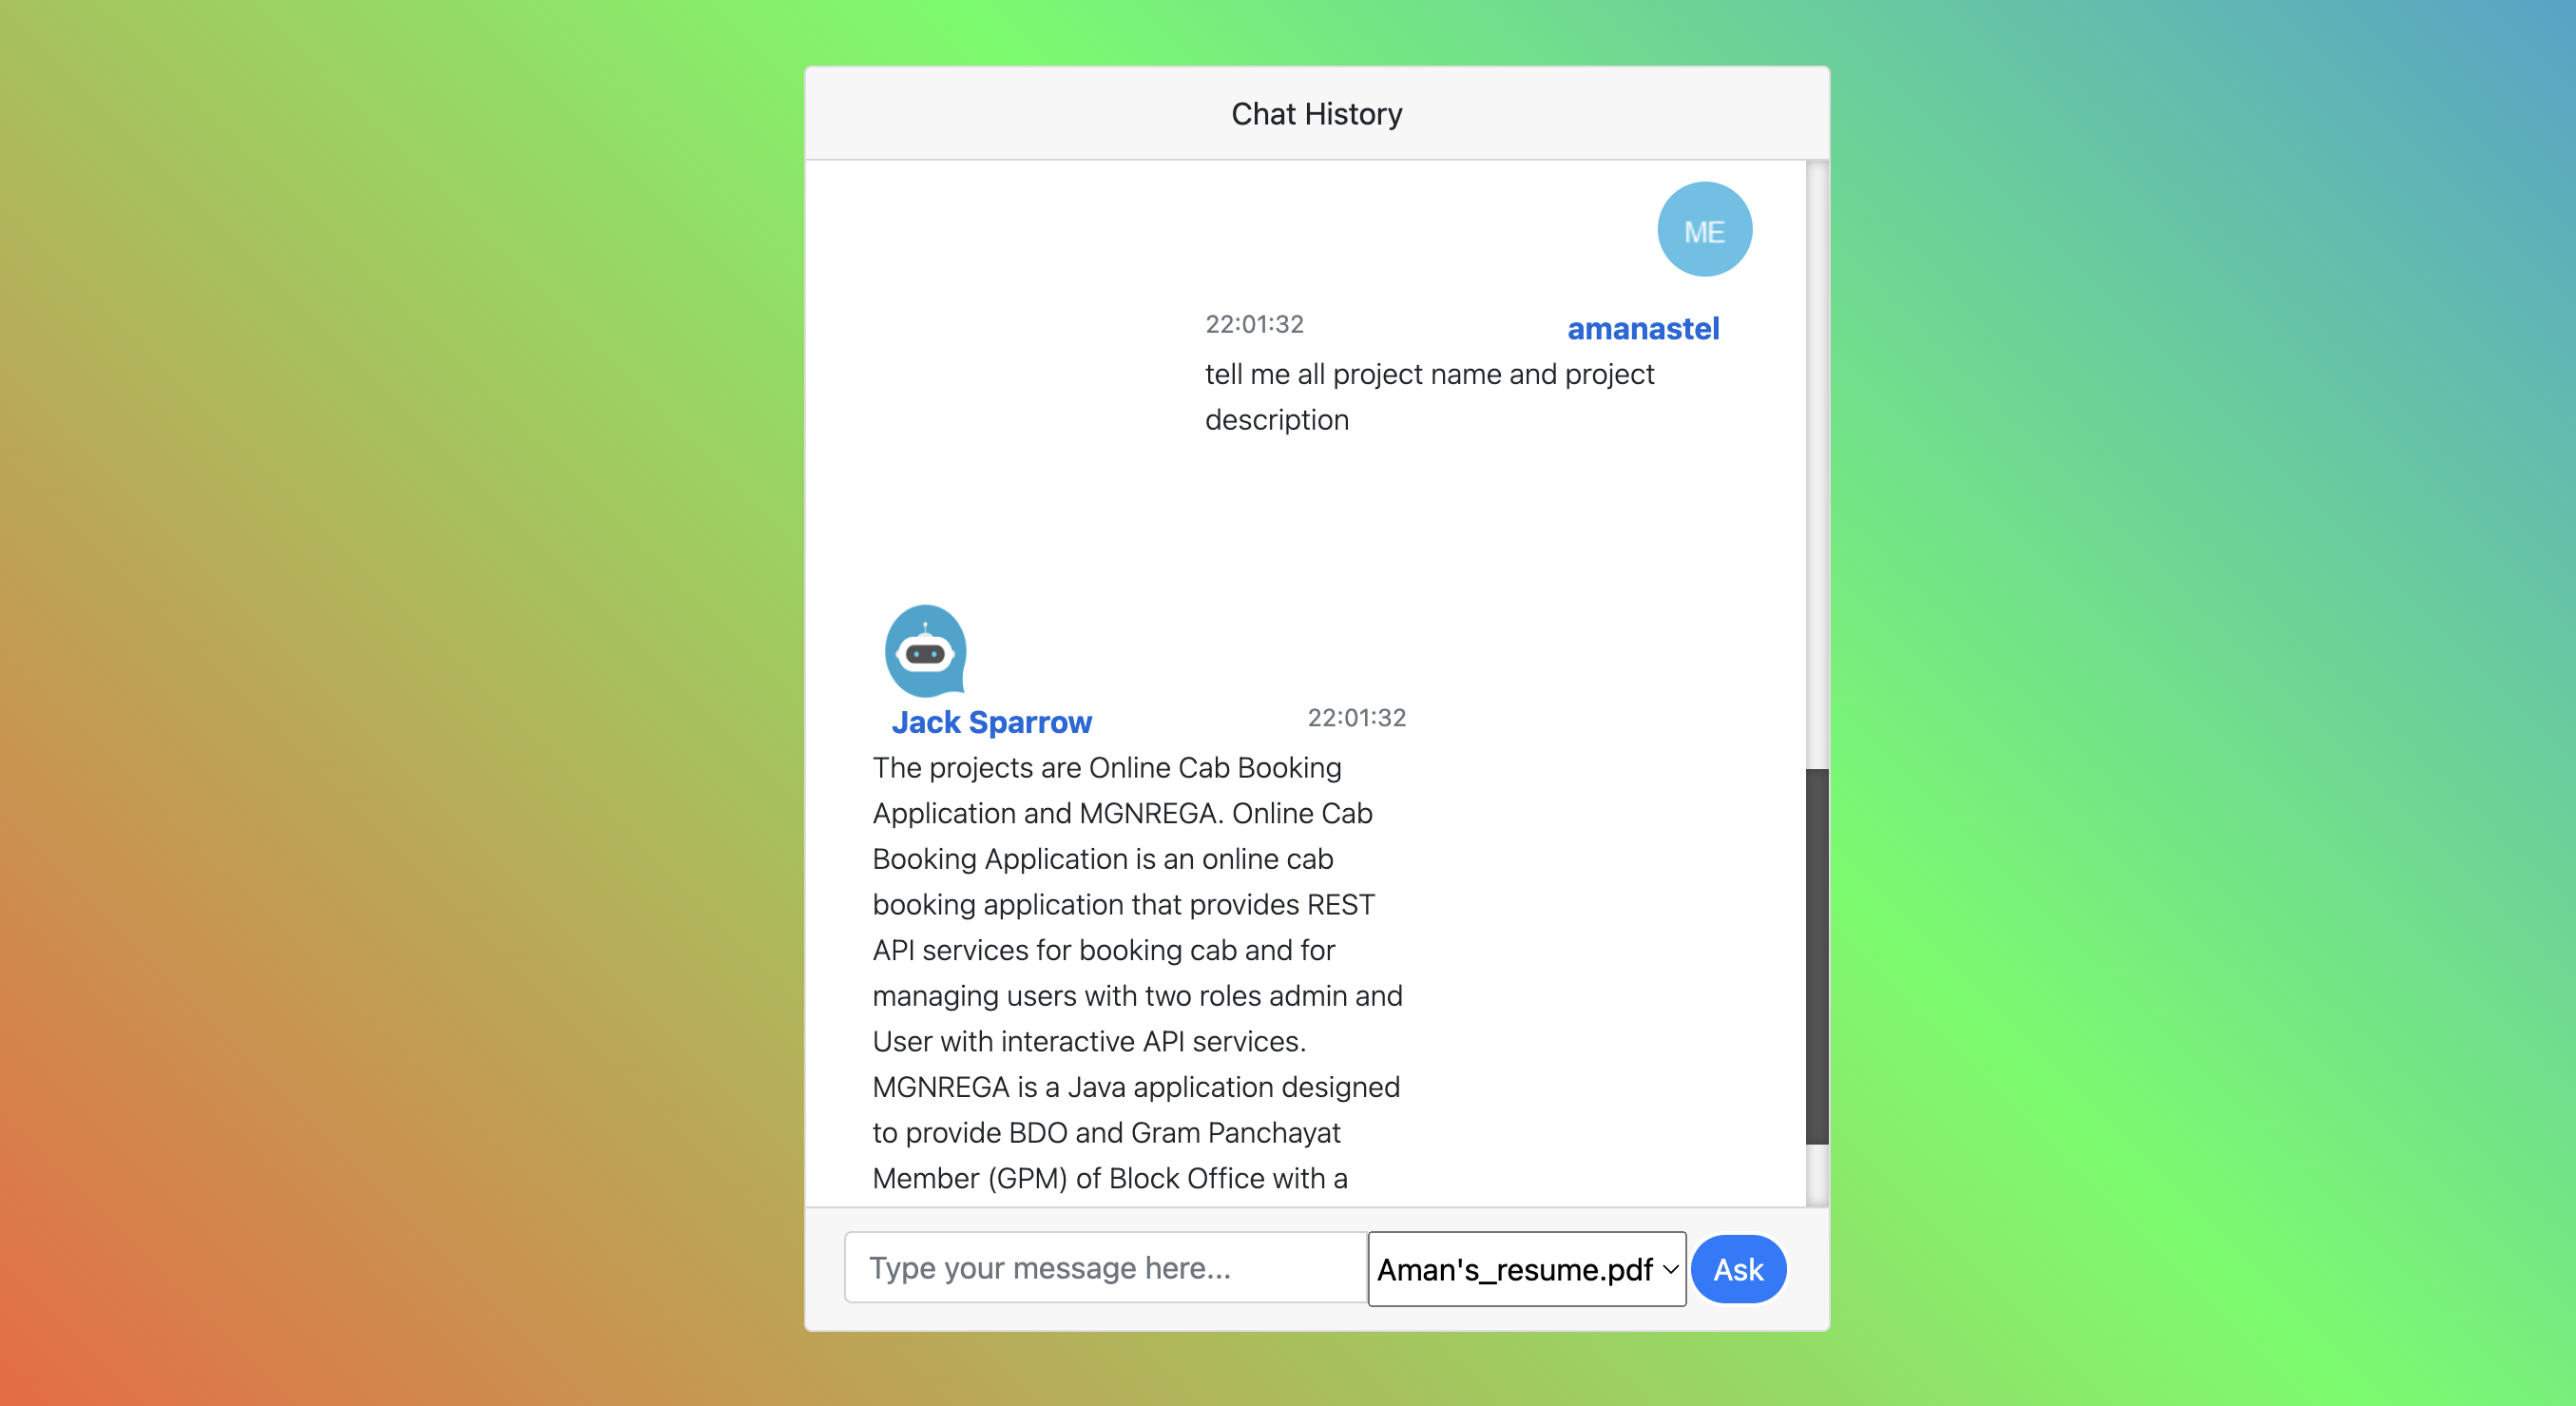 Chat History
ME
22:01:32 amanastel
tell me all project name and project
description
Jack Sparrow 22:01:32
The projects are Online Cab Booking
Application and MGNREGA. Online Cab
Booking Application is an online cab
booking application that provides REST
API services for booking cab and for
managing users with two roles admin and
User with interactive API services.
MGNREGA is a Java application designed
to provide BDO and Gram Panchayat
Member (GPM) of Block Office with a
Type your message here... Aman's_resume.pdf Ask